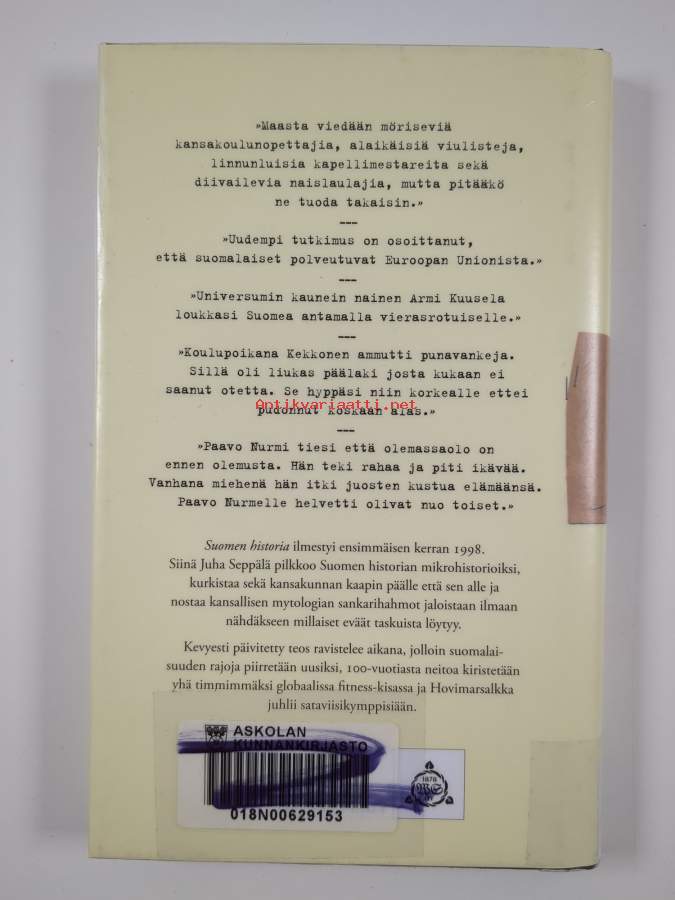 »Maasta viedään möriseviä
kansakoulunopettajia, alaikäisiä viulisteja,
linnunluisia kapellimestareita sekä
diivailevia naislaulajia, mutta pitääkö
ne tuoda takaisin.»
---
»Uudempi tutkimus on osoittanut,
että suomalaiset polveutuvat Euroopan Unionista.»
---
»Universumin kaunein nainen Armi Kuusela
loukkasi Suomea antamalla vierasrotuiselle.»
---
»Koulupoikana Kekkonen ammutti punavankeja.
Sillä oli liukas päälaki josta kukaan ei
saanut otetta. Se hyppäsi niin korkealle ettei
Antikvariaatti.net
pudonnut koskaan alas.»
---
»Paavo Nurmi tiesi että olemassaolo on
ennen olemusta. Hän teki rahaa ja piti ikävää.
Vanhana miehenä hän itki juosten kustua elämäänsä.
Paavo Nurmelle helvetti olivat nuo toiset.»
Suomen historia ilmestyi ensimmäisen kerran 1998.
Siinä Juha Seppälä pilkkoo Suomen historian mikrohistorioiksi,
kurkistaa sekä kansakunnan kaapin päälle että sen alle ja
nostaa kansallisen mytologian sankarihahmot jaloistaan ilmaan
nähdäkseen millaiset eväät taskuista löytyy.
Kevyesti päivitetty teos ravistelee aikana, jolloin suomalai-
suuden rajoja piirretään uusiksi, 100-vuotiasta neitoa kiristetään
yhä timmimmäksi globaalissa fitness-kisassa ja Hovimarsalkka
juhlii sataviisikymppisiään.
ASKOLAN
KUNNANKIRJASTO
018N00629153
1878
WS
OY